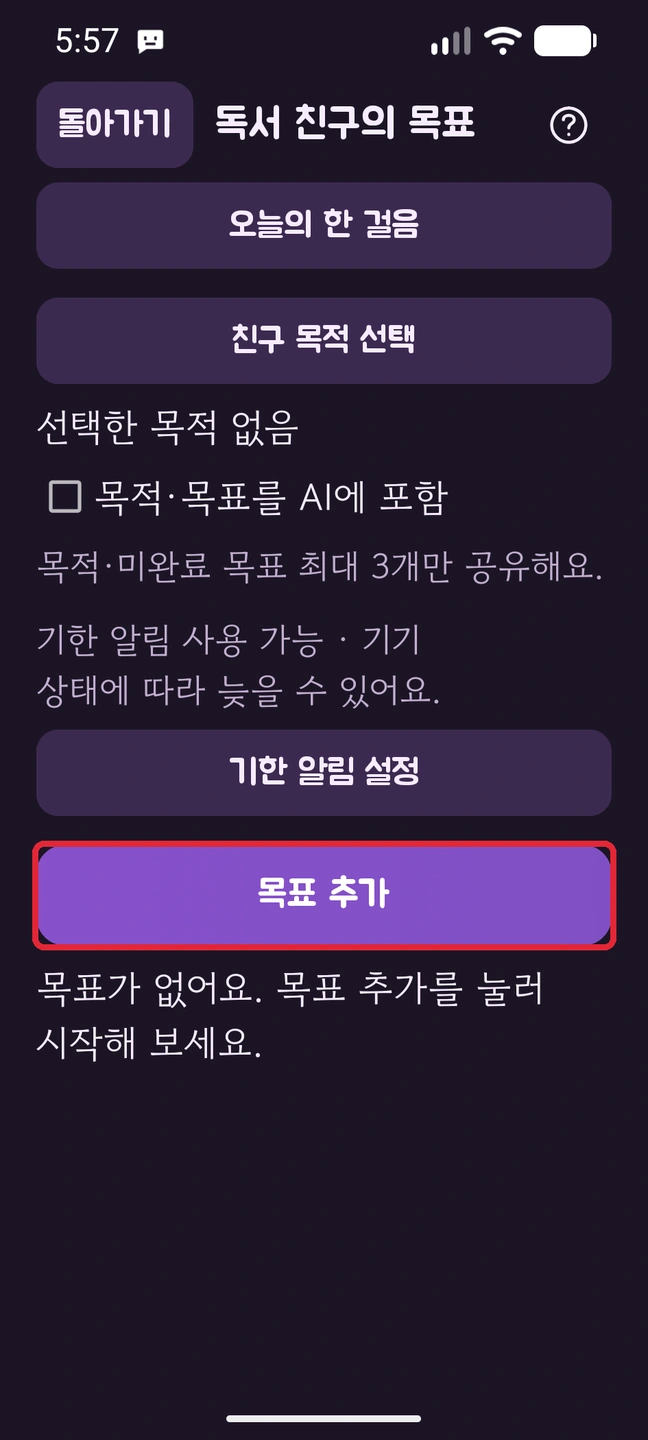 5:57
돌아가기 독서 친구의 목표
오늘의 한 걸음
친구 목적 선택
선택한 목적 없음
목적·목표를 AI에 포함
목적·미완료 목표 최대 3개만 공유해요.
기한 알림 사용 가능 · 기기
상태에 따라 늦을 수 있어요.
기한 알림 설정
목표 추가
목표가 없어요. 목표 추가를 눌러
시작해 보세요.